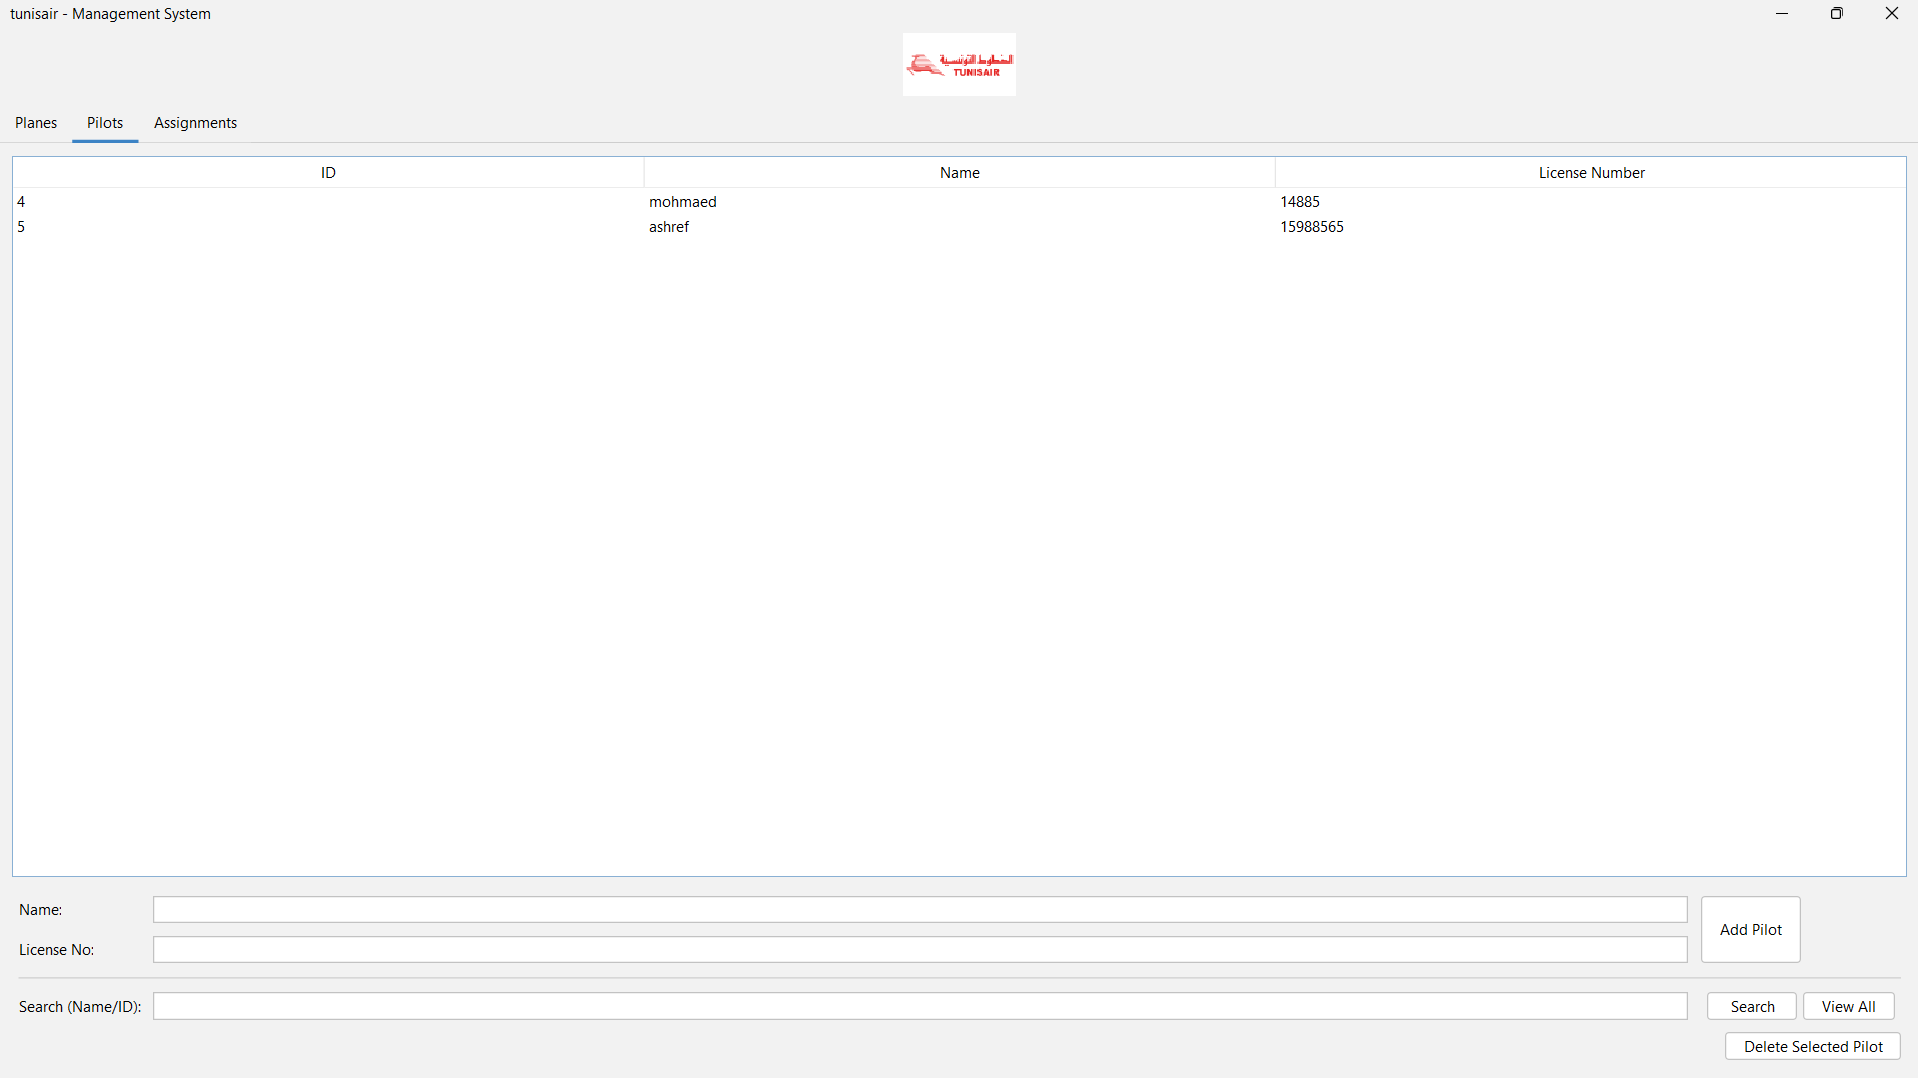 tunisair - Management System
الخطوط التونسية
TUNISAIR
Planes Pilots Assignments
ID Name License Number
4 mohmaed 14885
5 ashref 15988565
Name:
Add Pilot
License No:
Search (Name/ID): Search View All
Delete Selected Pilot